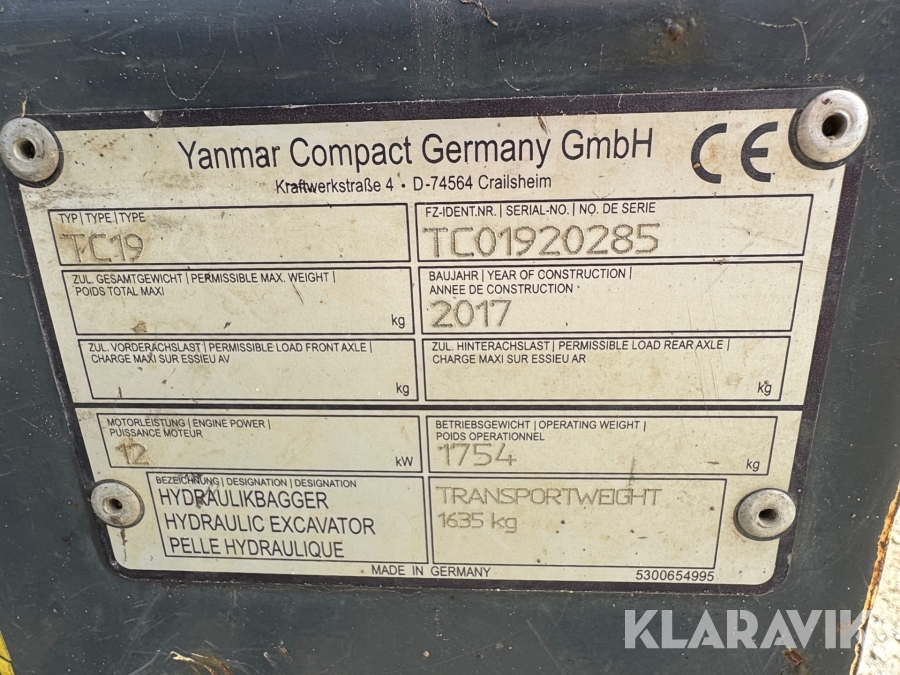 Yanmar Compact Germany GmbH
CE
Kraftwerkstraße 4 • D-74564 Crailsheim
TYP | TYPE | TYPE
TC19
FZ-IDENT.NR. | SERIAL-NO. | NO. DE SERIE
TC01920285
ZUL. GESAMTGEWICHT | PERMISSIBLE MAX. WEIGHT |
POIDS TOTAL MAXI
kg
BAUJAHR | YEAR OF CONSTRUCTION |
ANNEE DE CONSTRUCTION
2017
ZUL. VORDERACHSLAST | PERMISSIBLE LOAD FRONT AXLE |
CHARGE MAXI SUR ESSIEU AV
kg
ZUL. HINTERACHSLAST | PERMISSIBLE LOAD REAR AXLE |
CHARGE MAXI SUR ESSIEU AR
kg
MOTORLEISTUNG | ENGINE POWER |
PUISSANCE MOTEUR
12
kW
BETRIEBSGEWICHT | OPERATING WEIGHT |
POIDS OPERATIONNEL
1754
kg
BEZEICHNUNG | DESIGNATION | DESIGNATION
HYDRAULIKBAGGER
HYDRAULIC EXCAVATOR
PELLE HYDRAULIQUE
TRANSPORTWEIGHT
1635 kg
MADE IN GERMANY
5300654995
KLARAVIK